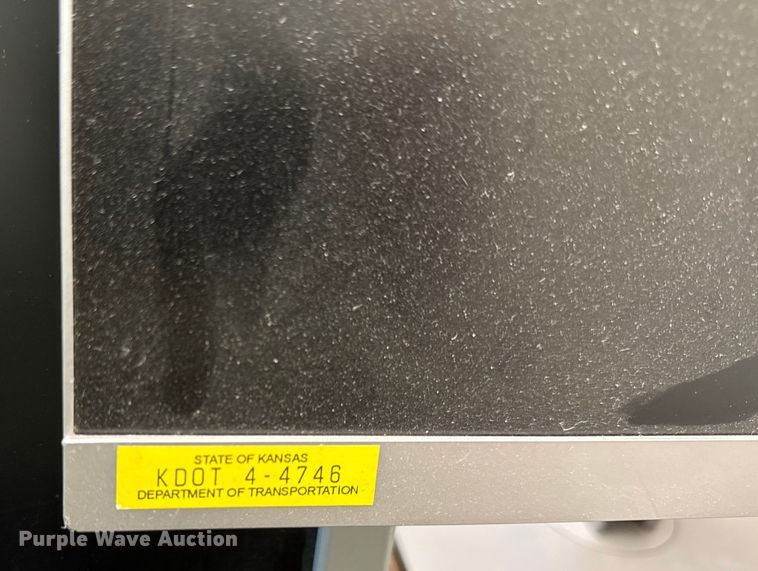 STATE OF KANSAS
KDOT 4-4746
DEPARTMENT OF TRANSPORTATION
Purple Wave Auction